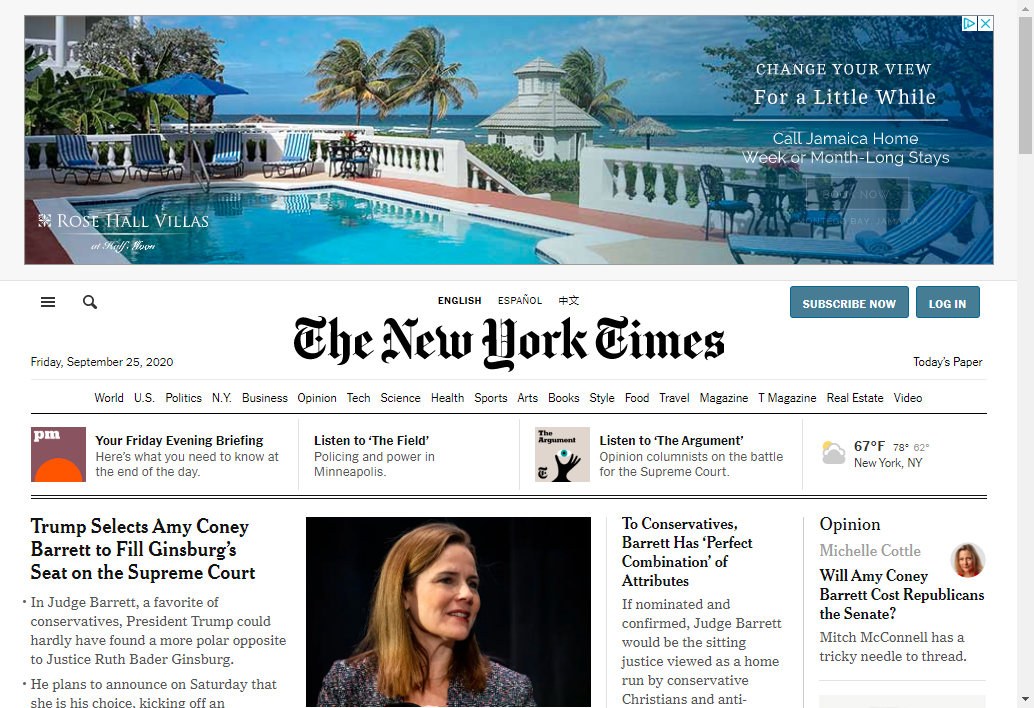 CHANGE YOUR VIEW
For a Little While
Call Jamaica Home
Week or Month-Long Stays
BOOK NOW
ROSE HALL VILLAS
at Half Moon
ENGLISH ESPAÑOL 中文
SUBSCRIBE NOW LOG IN
The New York Times
Friday, September 25, 2020
Today's Paper
World U.S. Politics N.Y. Business Opinion Tech Science Health Sports Arts Books Style Food Travel Magazine T Magazine Real Estate Video
pm
Your Friday Evening Briefing
Here's what you need to know at
the end of the day.
Listen to ‘The Field’
Policing and power in
Minneapolis.
The
Argument
Listen to ‘The Argument’
Opinion columnists on the battle
for the Supreme Court.
67°F 78° 62°
New York, NY
Trump Selects Amy Coney
Barrett to Fill Ginsburg’s
Seat on the Supreme Court
• In Judge Barrett, a favorite of
conservatives, President Trump could
hardly have found a more polar opposite
to Justice Ruth Bader Ginsburg.
• He plans to announce on Saturday that
she is his choice, kicking off an
To Conservatives,
Barrett Has ‘Perfect
Combination’ of
Attributes
If nominated and
confirmed, Judge Barrett
would be the sitting
justice viewed as a home
run by conservative
Christians and anti-
Opinion
Michelle Cottle
Will Amy Coney
Barrett Cost Republicans
the Senate?
Mitch McConnell has a
tricky needle to thread.